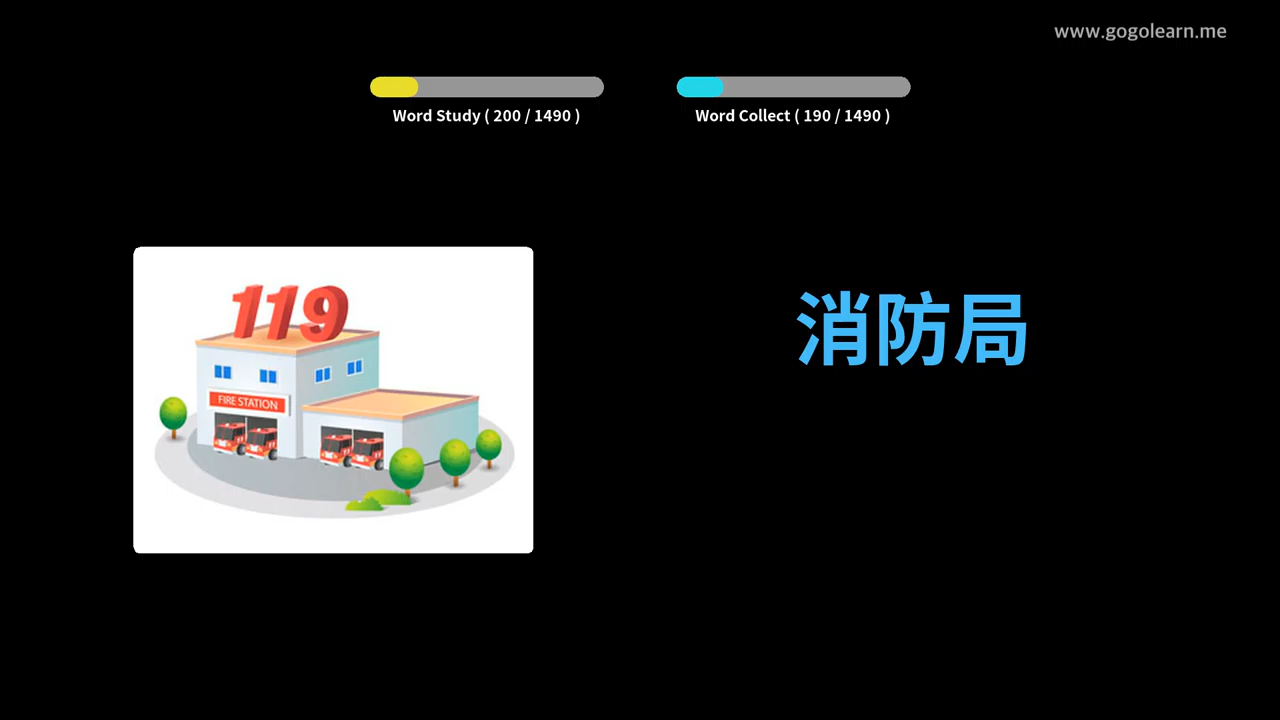 www.gogolearn.me
Word Study ( 200 / 1490 )
Word Collect ( 190 / 1490 )
119
FIRE STATION
消防局